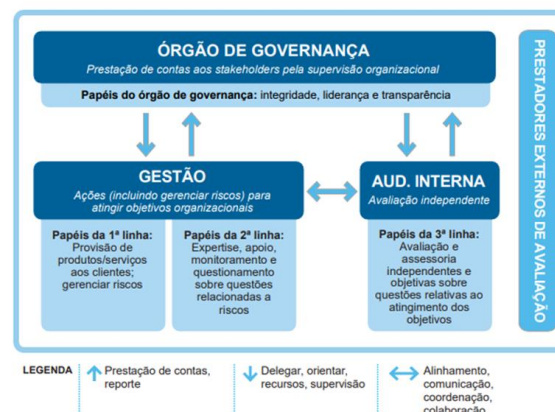 ÓRGÃO DE GOVERNANÇA
Prestação de contas aos stakeholders pela supervisão organizacional
Papéis do órgão de governança: integridade, liderança e transparência
GESTÃO
Ações (incluindo gerenciar riscos) para
atingir objetivos organizacionais
AUD. INTERNA
Avaliação independente
Papéis da 1ª linha:
Provisão de
produtos/serviços
aos clientes;
gerenciar riscos
Papéis da 2ª linha:
Expertise, apoio,
monitoramento e
questionamento
sobre questões
relacionadas a
riscos
Papéis da 3ª linha:
Avaliação e
assessoria
independentes e
objetivas sobre
questões relativas ao
atingimento dos
objetivos
PRESTADORES EXTERNOS DE AVALIAÇÃO
LEGENDA
Prestação de contas,
reporte
Delegar, orientar,
recursos, supervisão
Alinhamento,
comunicação,
coordenação,
colaboração